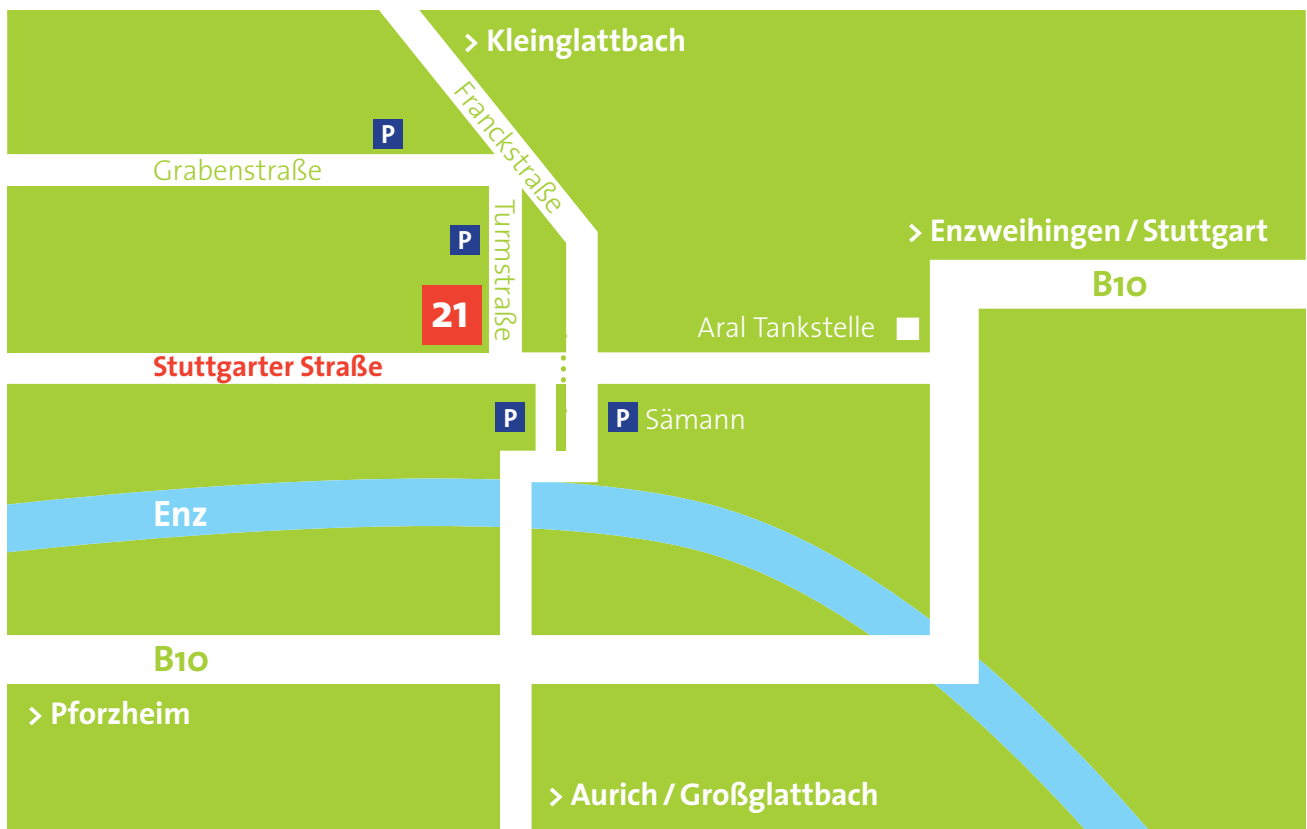 > Kleinglattbach
Franckstraße
P
Grabenstraße
Turmstraße
P
> Enzweihingen / Stuttgart
B10
21
Aral Tankstelle
Stuttgarter Straße
P
P Sämann
Enz
B10
> Pforzheim
> Aurich / Großglattbach